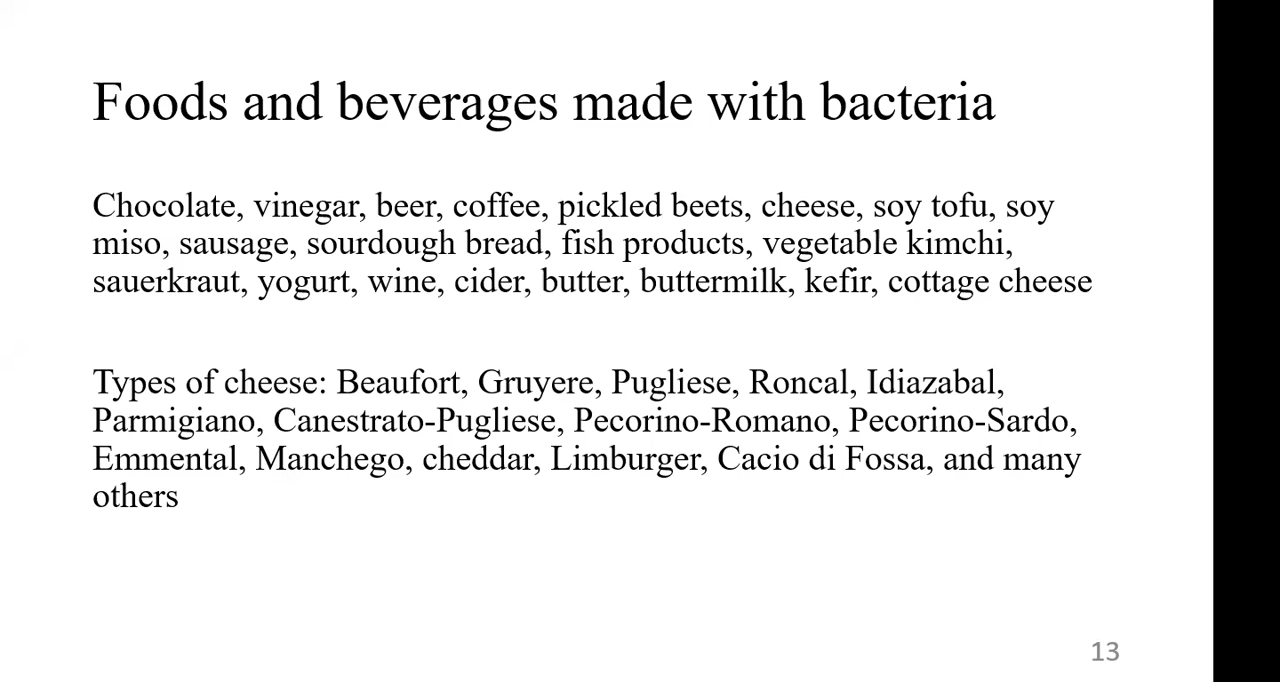 Foods and beverages made with bacteria
Chocolate, vinegar, beer, coffee, pickled beets, cheese, soy tofu, soy
miso, sausage, sourdough bread, fish products, vegetable kimchi,
sauerkraut, yogurt, wine, cider, butter, buttermilk, kefir, cottage cheese
Types of cheese: Beaufort, Gruyere, Pugliese, Roncal, Idiazabal,
Parmigiano, Canestrato-Pugliese, Pecorino-Romano, Pecorino-Sardo,
Emmental, Manchego, cheddar, Limburger, Cacio di Fossa, and many
others
13